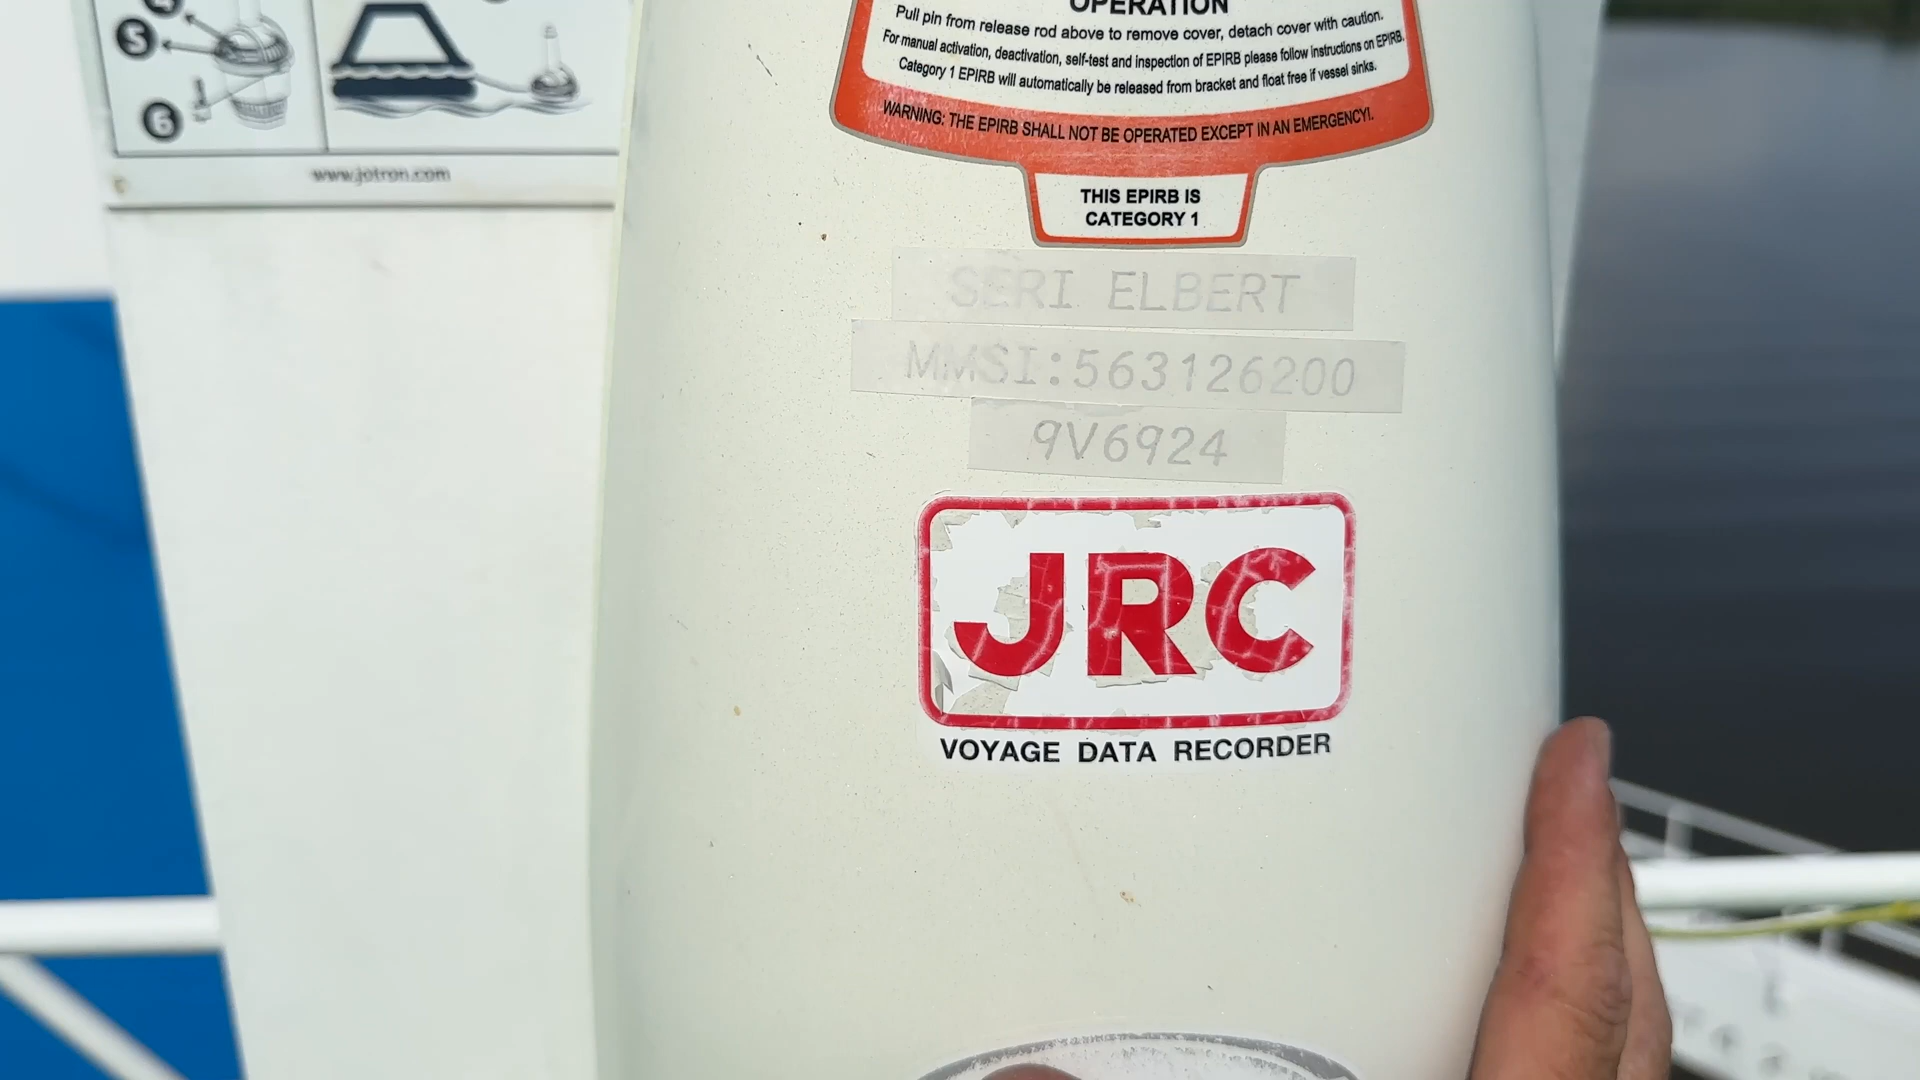 5
6
www.jotron.com
OPERATION
Pull pin from release rod above to remove cover, detach cover with caution.
For manual activation, deactivation, self-test and inspection of EPIRB please follow instructions on EPIRB.
Category 1 EPIRB will automatically be released from bracket and float free if vessel sinks.
WARNING: THE EPIRB SHALL NOT BE OPERATED EXCEPT IN AN EMERGENCY!.
THIS EPIRB IS
CATEGORY 1
SERI ELBERT
MMSI:563126200
9V6924
JRC
VOYAGE DATA RECORDER